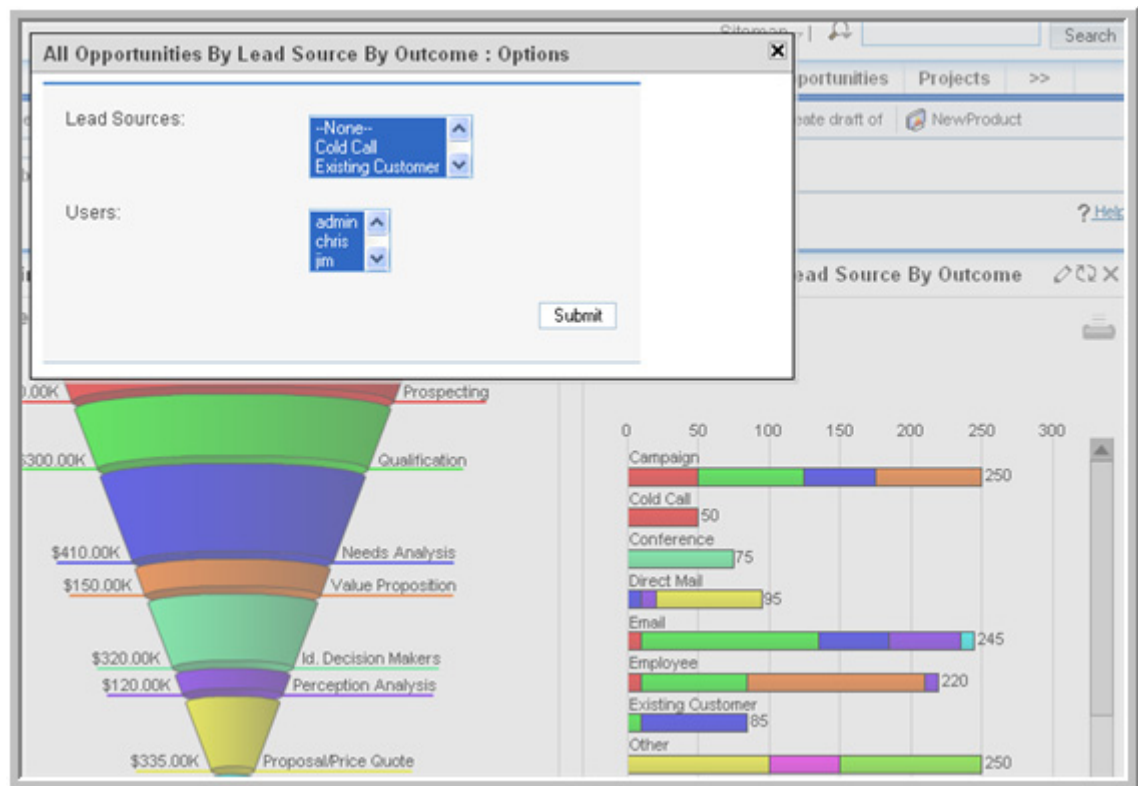 Sitemap | Search
All Opportunities By Lead Source By Outcome : Options
Lead Sources:
--None--
Cold Call
Existing Customer
Users:
admin
chris
jim
Submit
Projects >>
draft of NewProduct
? Help
Lead Source By Outcome
Prospecting
$300.00K Qualification
$410.00K Needs Analysis
$150.00K Value Proposition
$320.00K Id. Decision Makers
$120.00K Perception Analysis
$335.00K Proposal/Price Quote
0 50 100 150 200 250 300
Campaign
250
Cold Call
50
Conference
75
Direct Mail
95
Email
245
Employee
220
Existing Customer
85
Other
250